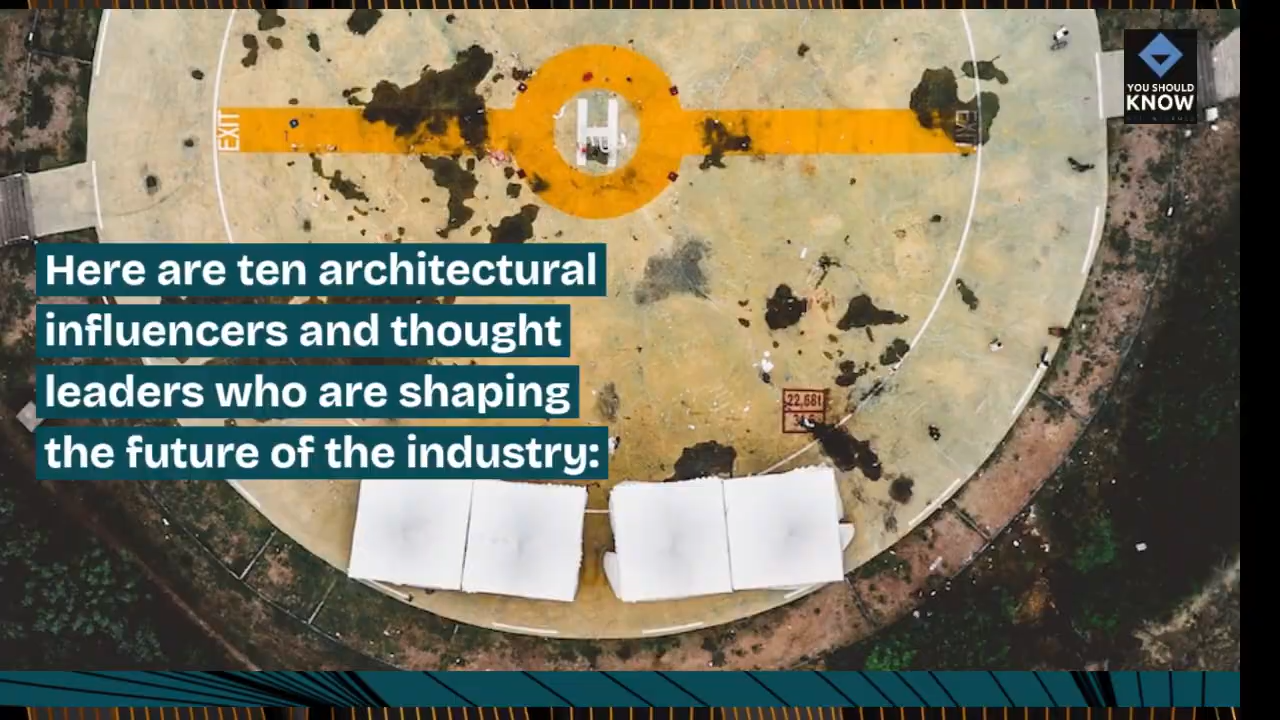 YOU SHOULD
KNOW
EXIT
H
EXIT
Here are ten architectural
influencers and thought
leaders who are shaping
the future of the industry:
22,681